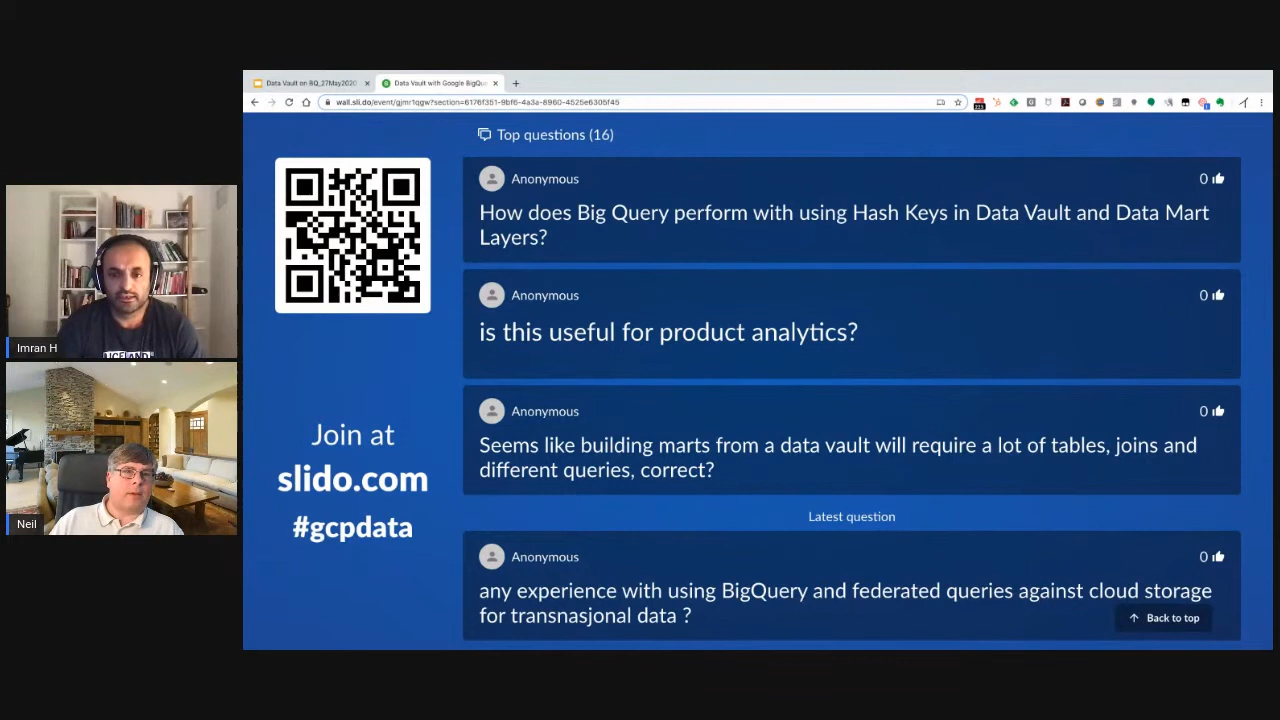 Data Vault on BQ_27May2020
Data Vault with Google BigQue
wall.sli.do/event/gjmr1qgw?section=6176f351-9bf6-4a3a-8960-4525e6305f45
Top questions (16)
Anonymous
0
How does Big Query perform with using Hash Keys in Data Vault and Data Mart
Layers?
Anonymous
0
is this useful for product analytics?
Anonymous
0
Seems like building marts from a data vault will require a lot of tables, joins and
different queries, correct?
Latest question
Anonymous
0
any experience with using BigQuery and federated queries against cloud storage
for transnasjonal data ?
Back to top
Join at
slido.com
#gcpdata
Imran H
Neil